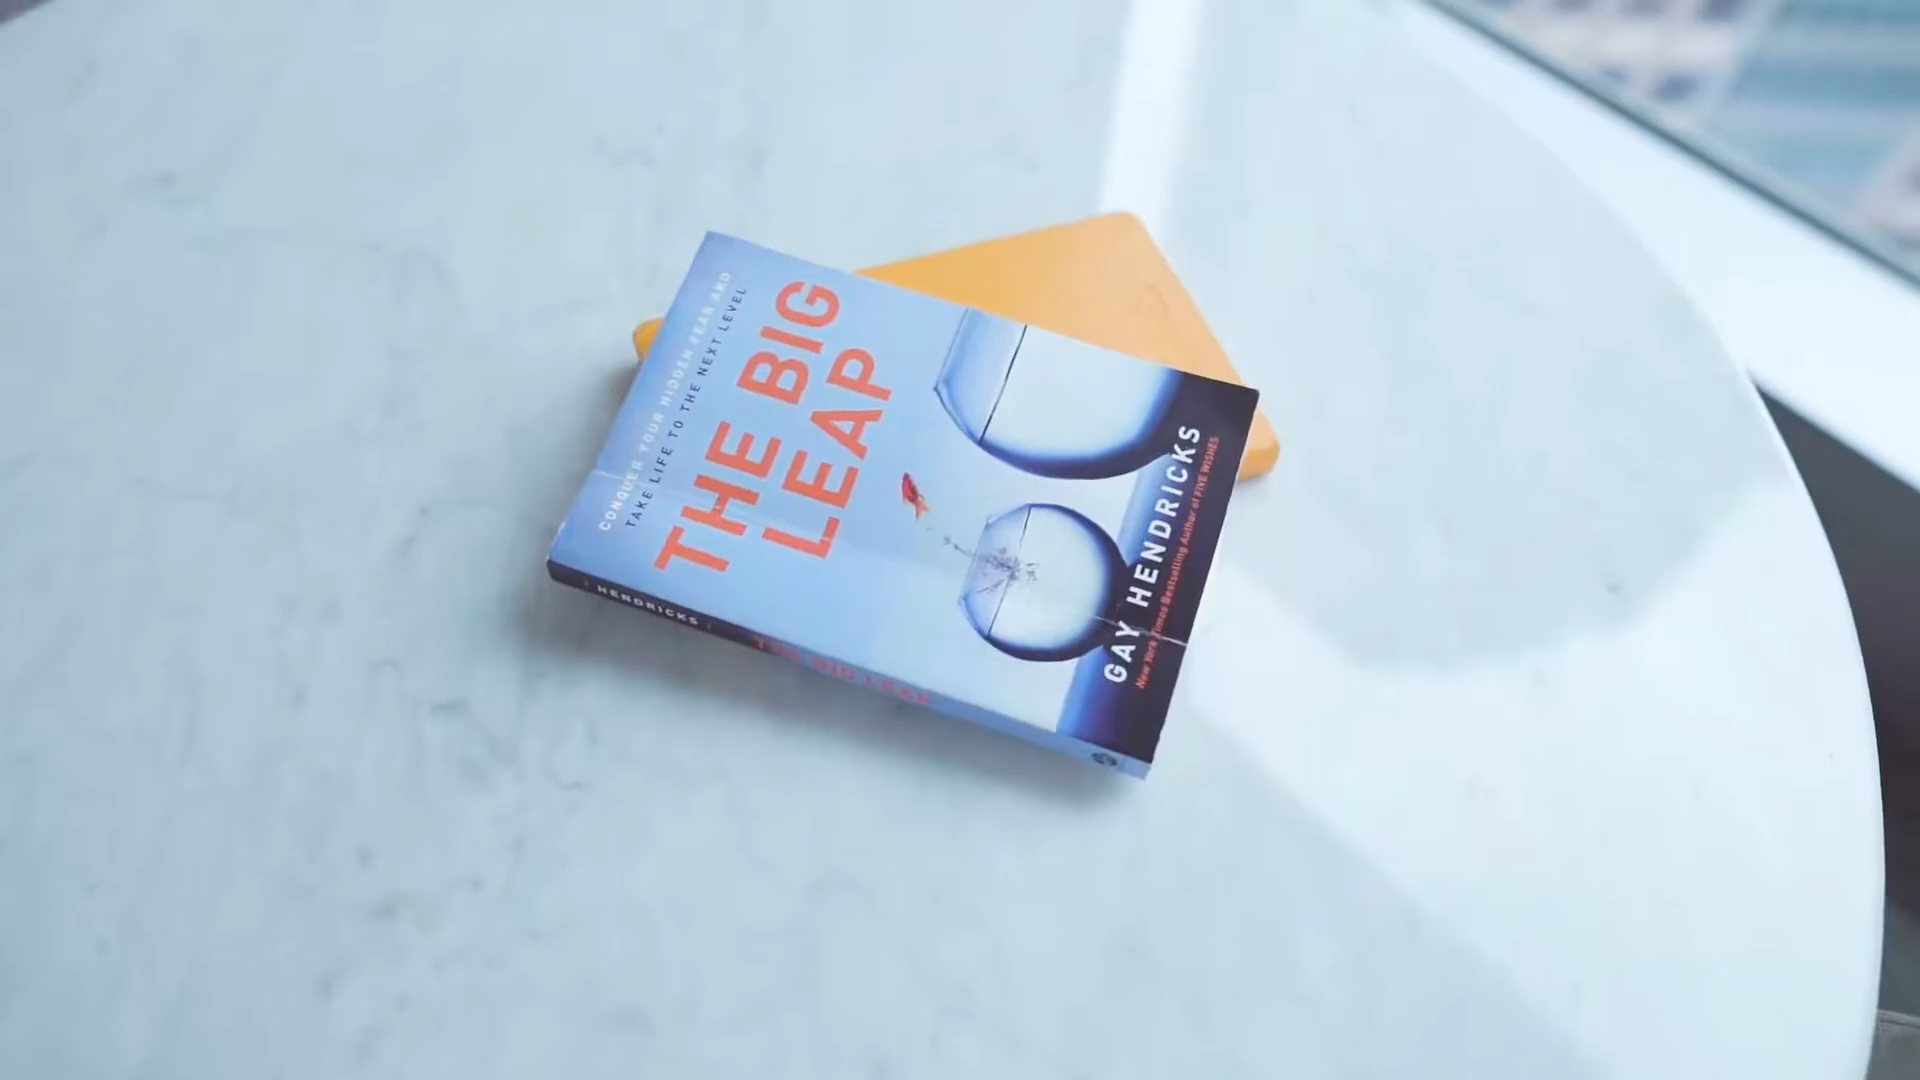 CONQUER YOUR HIDDEN FEAR AND
TAKE LIFE TO THE NEXT LEVEL
THE BIG
LEAP
GAY HENDRICKS
New York Times Bestselling Author of FIVE WISHES
HENDRICKS
THE BIG LEAP